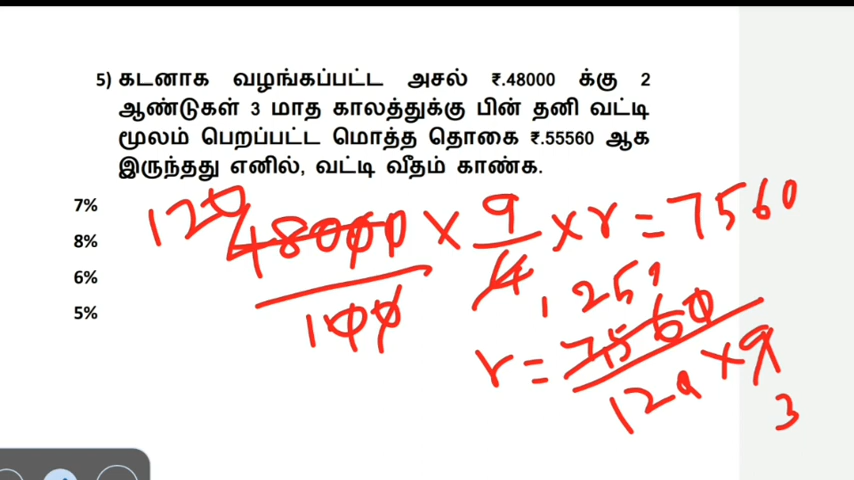 5) கடனாக வழங்கப்பட்ட அசல் ₹.48000 க்கு 2
ஆண்டுகள் 3 மாத காலத்துக்கு பின் தனி வட்டி
மூலம் பெறப்பட்ட மொத்த தொகை ₹.55560 ஆக
இருந்தது எனில், வட்டி வீதம் காண்க.
7%
8%
6%
5%
120
48000/100 × 9/4 × r = 7560
r = 7560/120 × 9
3